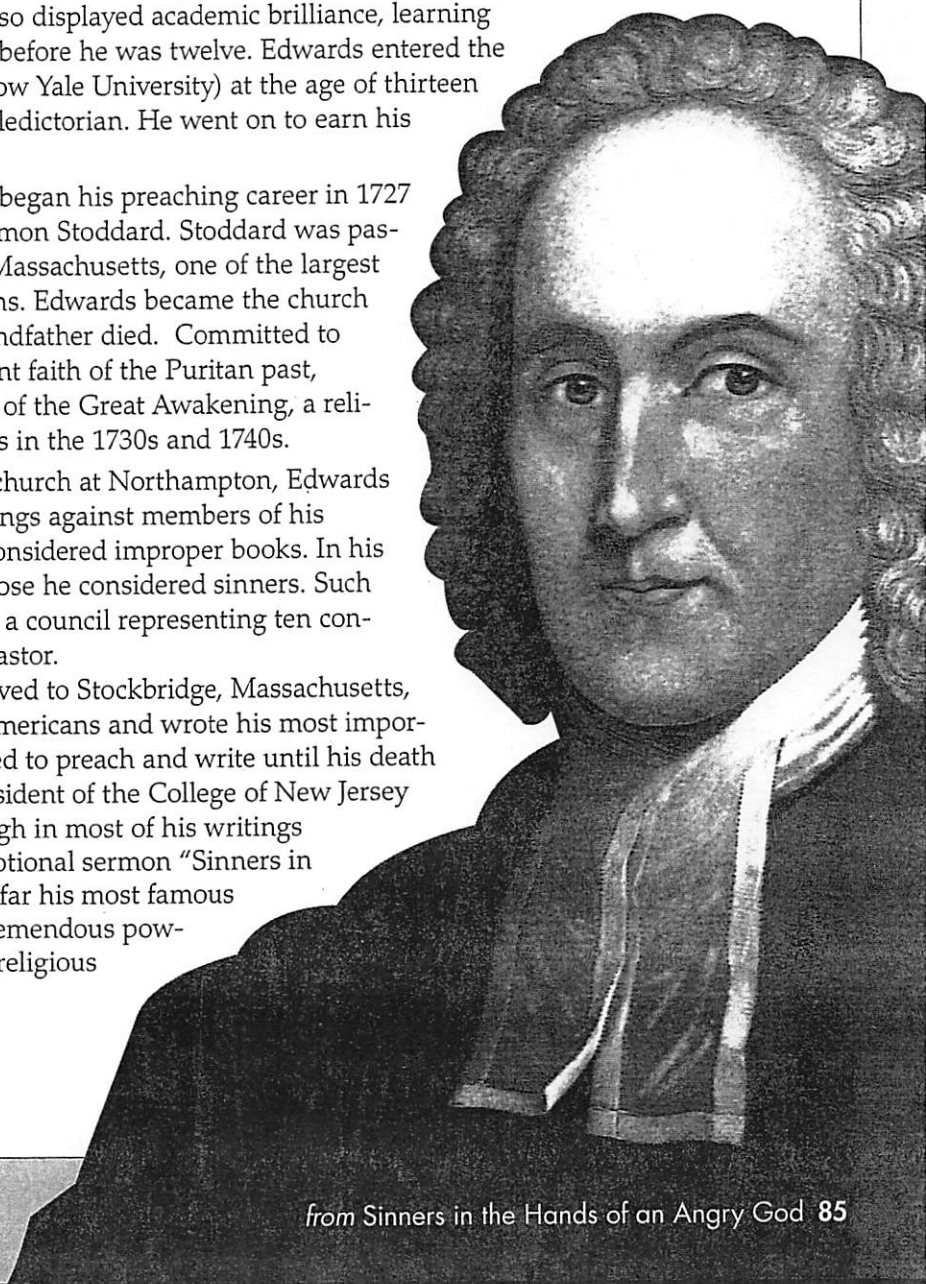 so displayed academic brilliance, learning
before he was twelve. Edwards entered the
ow Yale University) at the age of thirteen
ledictorian. He went on to earn his
began his preaching career in 1727
mon Stoddard. Stoddard was pas-
Massachusetts, one of the largest
ns. Edwards became the church
ndfather died. Committed to
nt faith of the Puritan past,
of the Great Awakening, a reli-
s in the 1730s and 1740s.
church at Northampton, Edwards
ngs against members of his
onsidered improper books. In his
ose he considered sinners. Such
a council representing ten con-
astor.
ved to Stockbridge, Massachusetts,
mericans and wrote his most impor-
ed to preach and write until his death
sident of the College of New Jersey
gh in most of his writings
otional sermon "Sinners in
far his most famous
emendous pow-
religious
from Sinners in the Hands of an Angry God 85